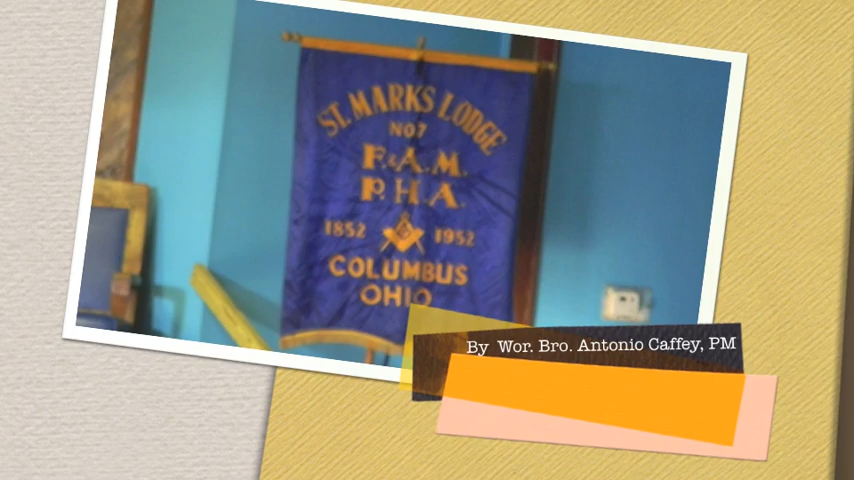 ST. MARKS LODGE
NO7
F.&A.M.
P.H.A.
1852 G 1952
COLUMBUS
OHIO
By Wor. Bro. Antonio Caffey, PM